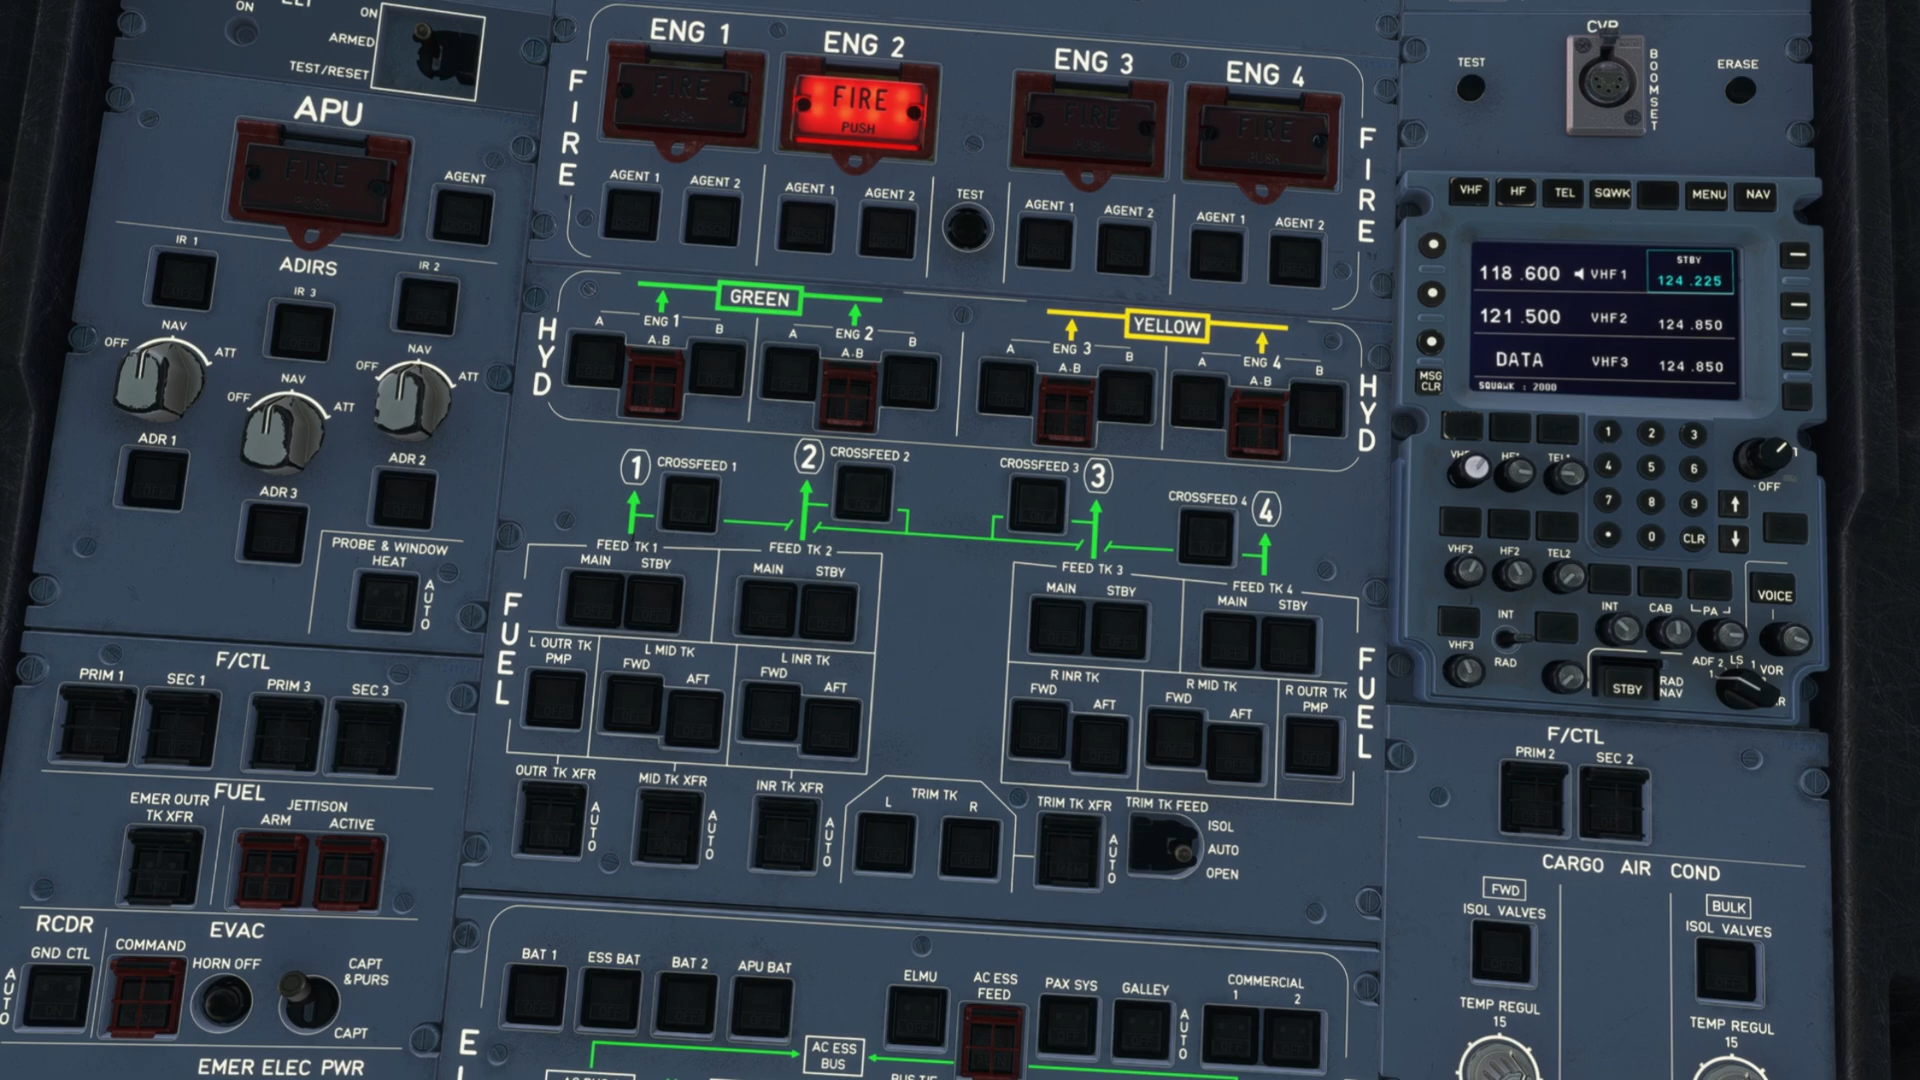 ON
ON
ARMED
TEST/RESET
APU
FIRE
AGENT
IR 1
ADIRS
IR 2
IR 3
NAV
OFF
ATT
NAV
OFF
ATT
NAV
OFF
ATT
ADR 1
ADR 2
ADR 3
PROBE & WINDOW
HEAT
AUTO
F/CTL
PRIM 1
SEC 1
PRIM 3
SEC 3
FUEL
EMER OUTR
TK XFR
JETTISON
ARM
ACTIVE
RCDR
GND CTL
AUTO
EVAC
COMMAND
HORN OFF
CAPT
& PURS
CAPT
EMER ELEC PWR
FIRE
ENG 1
ENG 2
ENG 3
ENG 4
FIRE
FIRE
PUSH
FIRE
PUSH
FIRE
PUSH
FIRE
AGENT 1
AGENT 2
AGENT 1
AGENT 2
TEST
AGENT 1
AGENT 2
AGENT 1
AGENT 2
HYD
GREEN
YELLOW
HYD
A
ENG 1
B
A.B
A
ENG 2
B
A.B
A
ENG 3
B
A.B
A
ENG 4
B
A.B
1
CROSSFEED 1
2
CROSSFEED 2
CROSSFEED 3
3
CROSSFEED 4
4
FUEL
FEED TK 1
MAIN
STBY
FEED TK 2
MAIN
STBY
FEED TK 3
MAIN
STBY
FEED TK 4
MAIN
STBY
FUEL
L OUTR TK
PMP
L MID TK
FWD
AFT
L INR TK
FWD
AFT
R INR TK
FWD
AFT
R MID TK
FWD
AFT
R OUTR TK
PMP
OUTR TK XFR
AUTO
MID TK XFR
AUTO
INR TK XFR
AUTO
TRIM TK
L
R
TRIM TK XFR
AUTO
TRIM TK FEED
ISOL
AUTO
OPEN
BAT 1
ESS BAT
BAT 2
APU BAT
ELMU
AC ESS
FEED
PAX SYS
GALLEY
AUTO
COMMERCIAL
1
2
AC ESS
BUS
BUS TIE
CVR
TEST
BOOMSET
ERASE
VHF
HF
TEL
SQWK
MENU
NAV
118.600
VHF1
STBY
124.225
121.500
VHF2
124.850
DATA
VHF3
124.850
SQUAWK : 2000
MSG
CLR
1
2
3
4
5
6
7
8
9
.
0
CLR
OFF
HF1
TEL1
VHF2
HF2
TEL2
VOICE
INT
CAB
PA
VHF3
INT
RAD
STBY
RAD
NAV
ADF 2
1
LS
VOR
F/CTL
PRIM 2
SEC 2
CARGO AIR COND
FWD
ISOL VALVES
BULK
ISOL VALVES
TEMP REGUL
15
TEMP REGUL
15